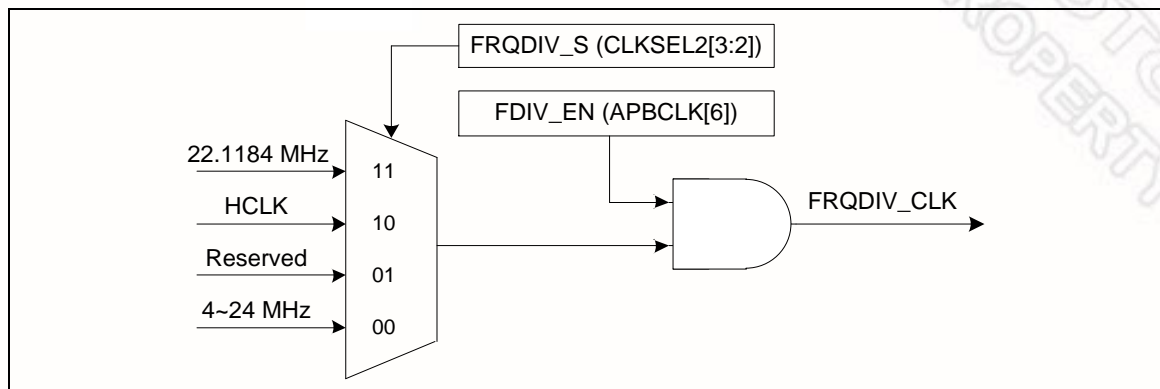 FRQDIV_S (CLKSEL2[3:2])
FDIV_EN (APBCLK[6])
22.1184 MHz
11
HCLK
10
FRQDIV_CLK
Reserved
01
4~24 MHz
00